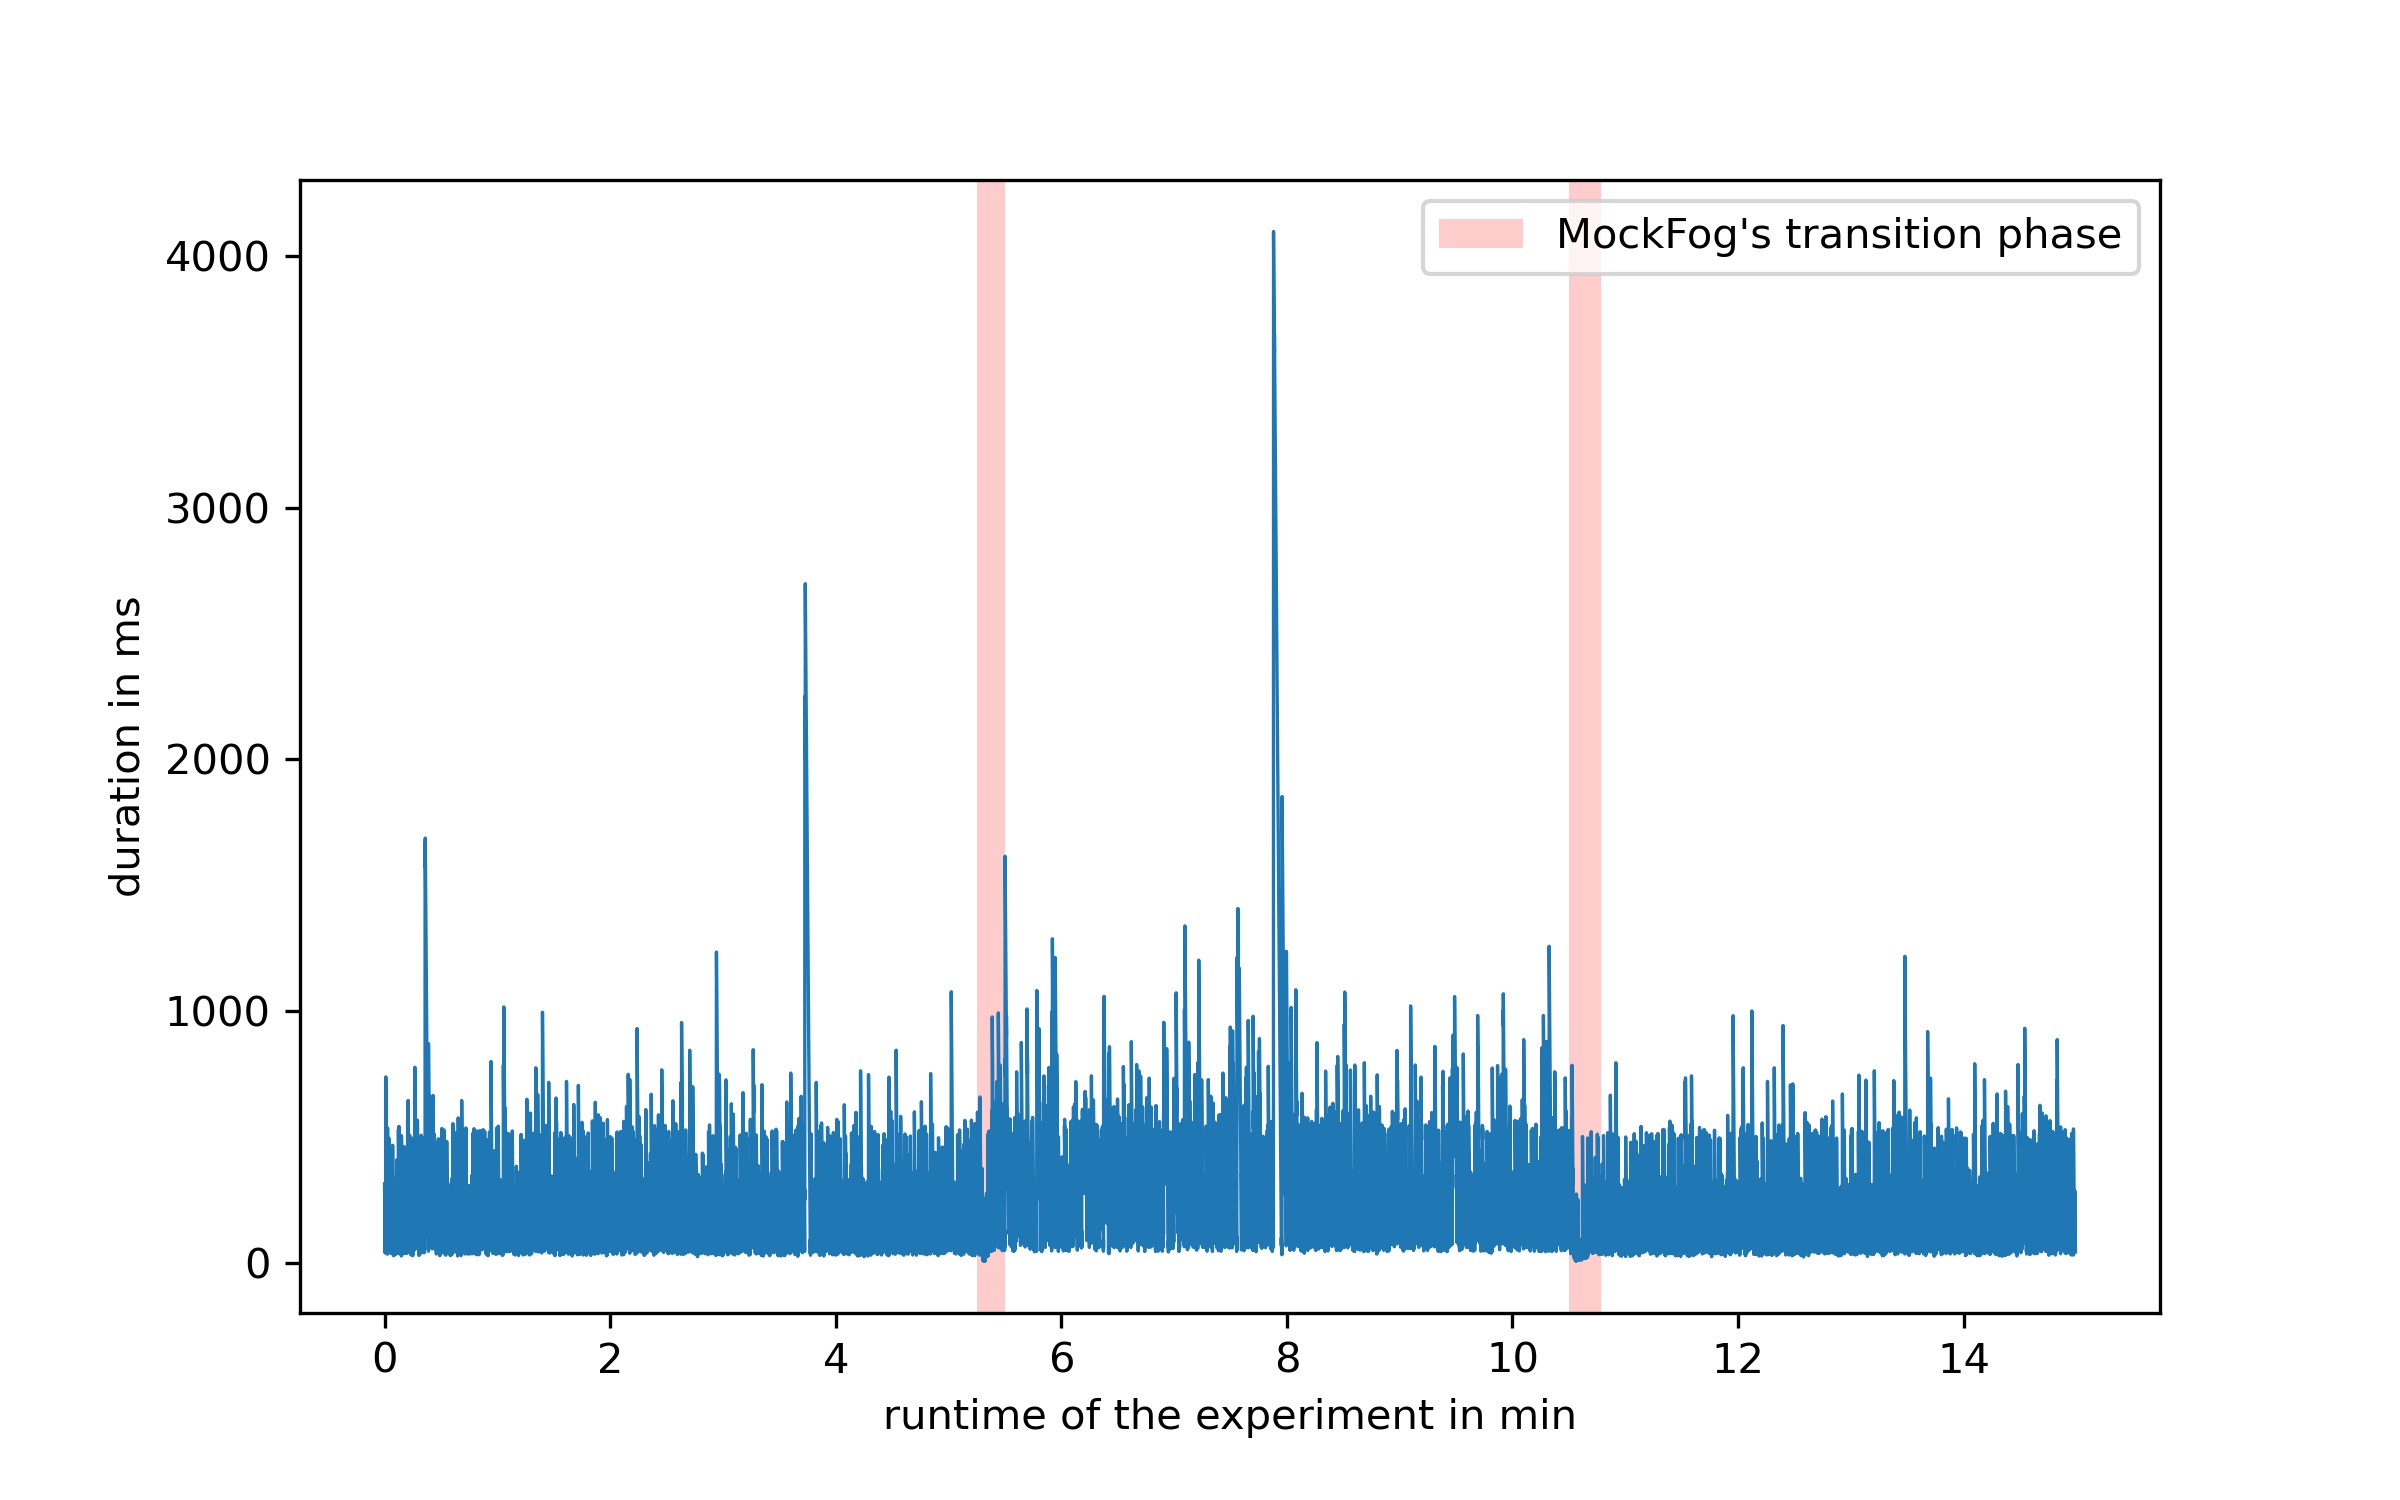 MockFog's transition phase
4000
3000
2000
1000
0
duration in ms
0 2 4 6 8 10 12 14
runtime of the experiment in min